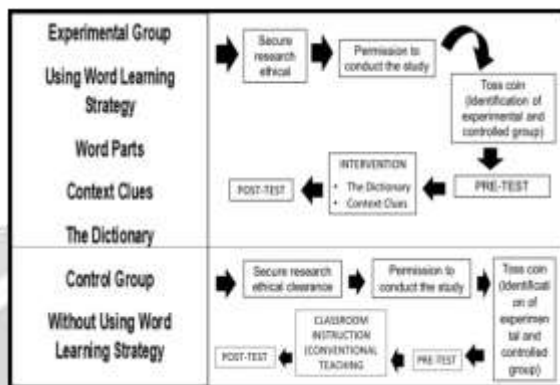 Experimental Group
Using Word Learning
Strategy
Word Parts
Context Clues
The Dictionary
Secure
research
ethical
Permission to
conduct the study
Toss coin
(Identification of
experimental and
controlled group)
PRE-TEST
INTERVENTION
• The Dictionary
• Context Clues
POST-TEST
Control Group
Without Using Word
Learning Strategy
Secure research
ethical clearance
Permission to
conduct the study
Toss coin
(Identificati
on of
experimen
tal and
controlled
group)
PRE-TEST
CLASSROOM
INSTRUCTION
(CONVENTIONAL
TEACHING
POST-TEST